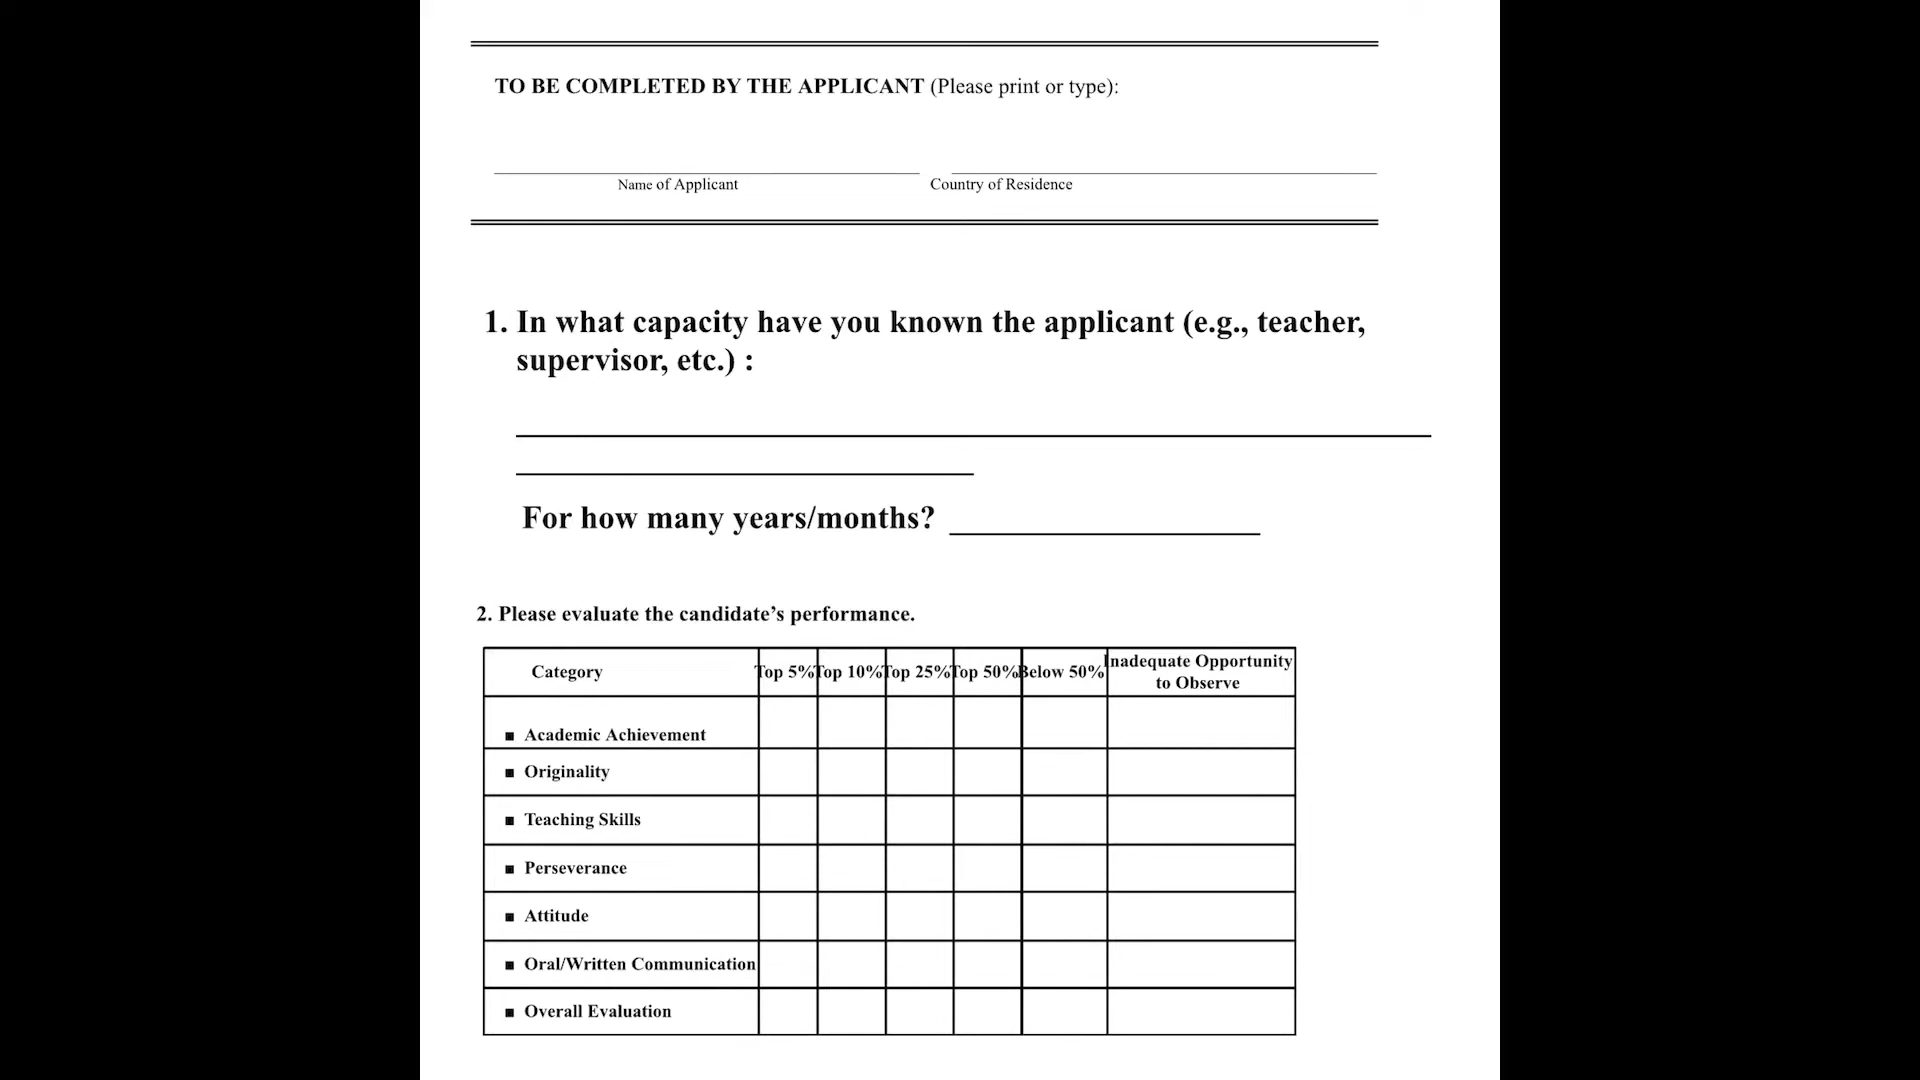 TO BE COMPLETED BY THE APPLICANT (Please print or type):
Name of Applicant Country of Residence
1. In what capacity have you known the applicant (e.g., teacher,
supervisor, etc.) :
For how many years/months?
2. Please evaluate the candidate’s performance.
Category Top 5% Top 10% Top 25% Top 50% Below 50% Inadequate Opportunity
to Observe
■ Academic Achievement
■ Originality
■ Teaching Skills
■ Perseverance
■ Attitude
■ Oral/Written Communication
■ Overall Evaluation